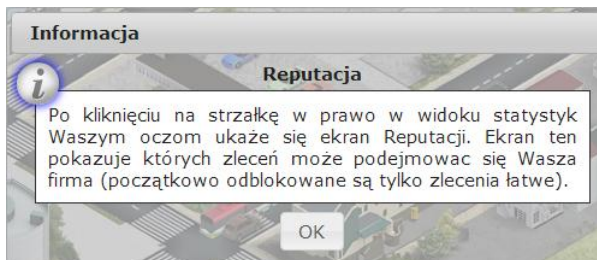 Informacja
Reputacja
Po kliknięciu na strzałkę w prawo w widoku statystyk
Waszym oczom ukaże się ekran Reputacji. Ekran ten
pokazuje których zleceń może podejmowac się Wasza
firma (początkowo odblokowane są tylko zlecenia łatwe).
OK